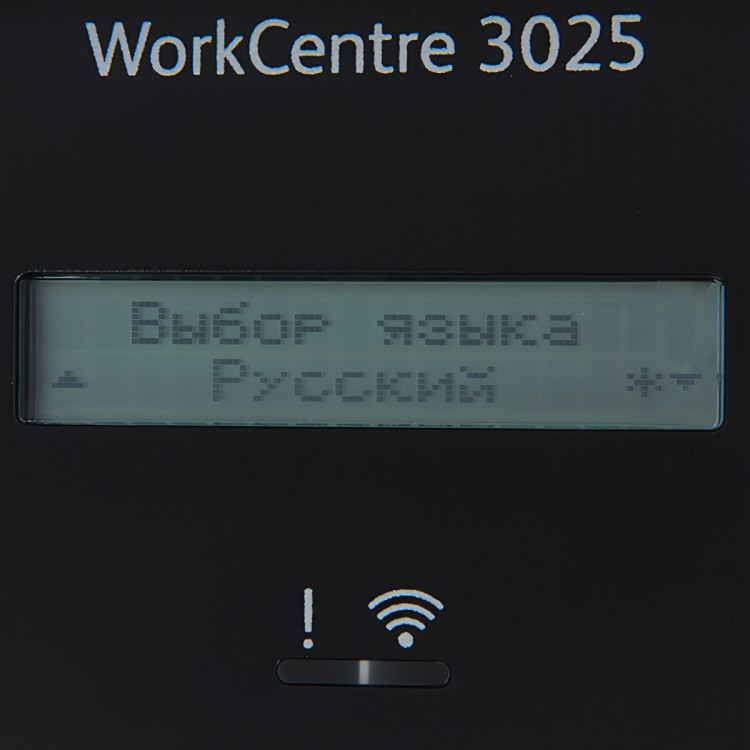 WorkCentre 3025
Выбор языка
Русский *
!